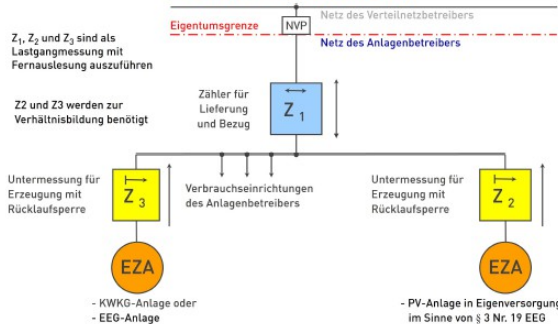 Netz des Verteilnetzbetreibers
Eigentumsgrenze
NVP
Netz des Anlagenbetreibers
Z1, Z2 und Z3 sind als
Lastgangmessung mit
Fernauslesung auszuführen
Z2 und Z3 werden zur
Verhältnisbildung benötigt
Zähler für
Lieferung
und Bezug
Z 1
Untermessung für
Erzeugung mit
Rücklaufsperre
Z 3
Verbrauchseinrichtungen
des Anlagenbetreibers
Untermessung für
Erzeugung mit
Rücklaufsperre
Z 2
EZA
EZA
- KWKG-Anlage oder
- EEG-Anlage
- PV-Anlage in Eigenversorgung
im Sinne von § 3 Nr. 19 EEG